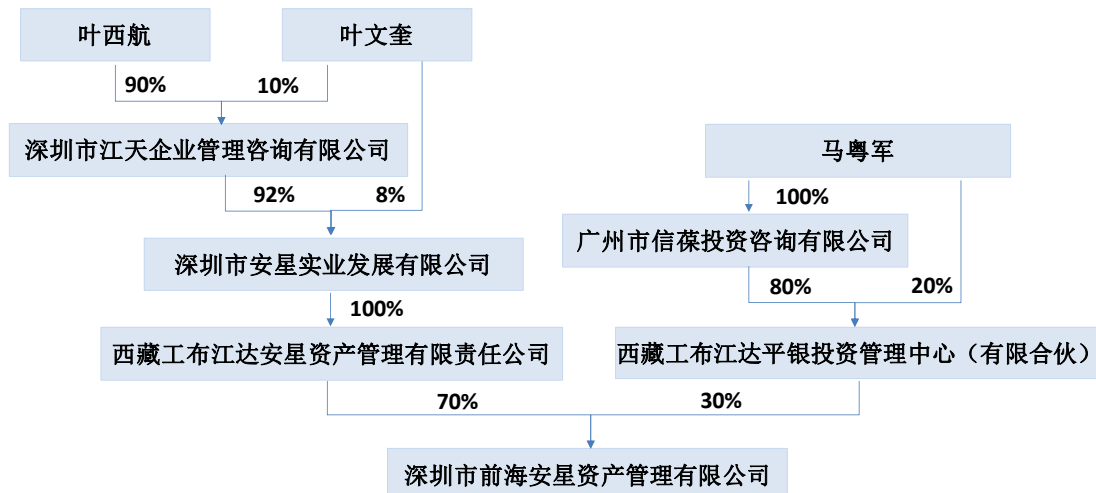 叶西航
叶文奎
90%
10%
深圳市江天企业管理咨询有限公司
马粤军
92%
8%
100%
广州市信葆投资咨询有限公司
深圳市安星实业发展有限公司
80%
20%
100%
西藏工布江达安星资产管理有限责任公司
西藏工布江达平银投资管理中心（有限合伙）
70%
30%
深圳市前海安星资产管理有限公司